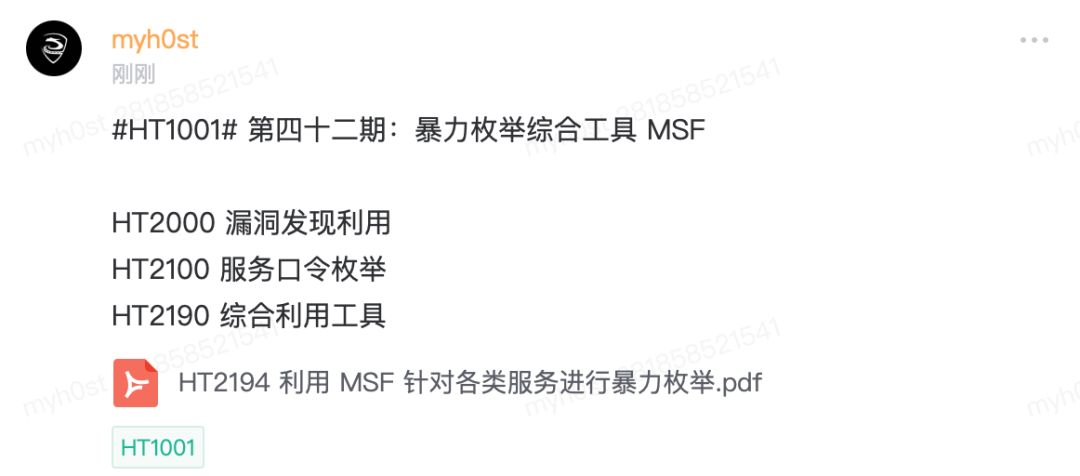 myh0st
刚刚
#HT1001# 第四十二期：暴力枚举综合工具 MSF
HT2000 漏洞发现利用
HT2100 服务口令枚举
HT2190 综合利用工具
HT2194 利用 MSF 针对各类服务进行暴力枚举.pdf
HT1001